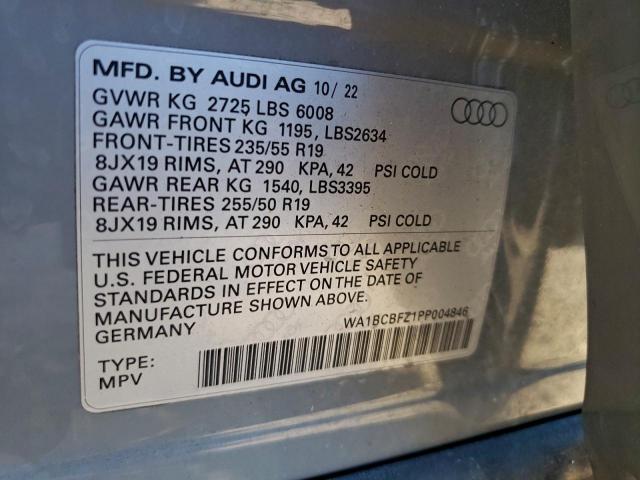 MFD. BY AUDI AG 10/ 22
GVWR KG 2725 LBS 6008
GAWR FRONT KG 1195, LBS2634
FRONT-TIRES 235/55 R19
8JX19 RIMS, AT 290 KPA, 42 PSI COLD
GAWR REAR KG 1540, LBS3395
REAR-TIRES 255/50 R19
8JX19 RIMS, AT 290 KPA, 42 PSI COLD
THIS VEHICLE CONFORMS TO ALL APPLICABLE
U.S. FEDERAL MOTOR VEHICLE SAFETY
STANDARDS IN EFFECT ON THE DATE OF
MANUFACTURE SHOWN ABOVE.
GERMANY
WA1BCBFZ1PP004846
TYPE:
MPV